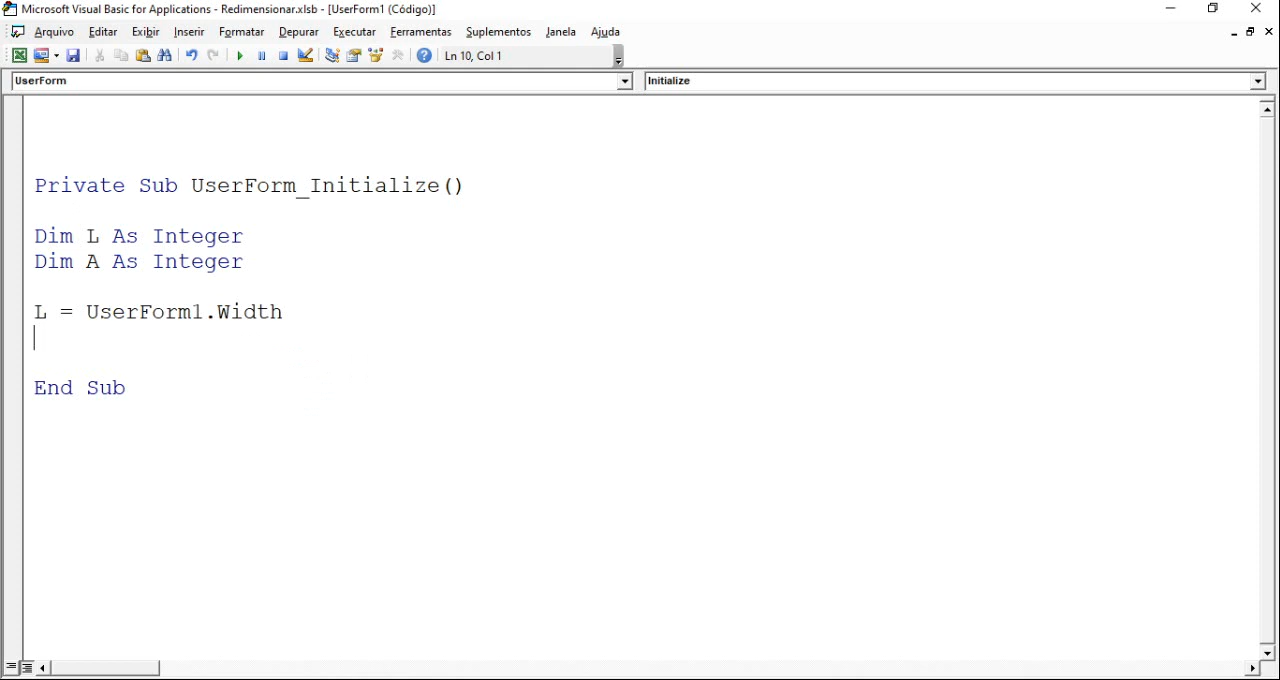 Microsoft Visual Basic for Applications - Redimensionar.xlsb - [UserForm1 (Código)]
Arquivo Editar Exibir Inserir Formatar Depurar Executar Ferramentas Suplementos Janela Ajuda
Ln 10, Col 1
UserForm Initialize
Private Sub UserForm_Initialize()
Dim L As Integer
Dim A As Integer
L = UserForm1.Width
End Sub